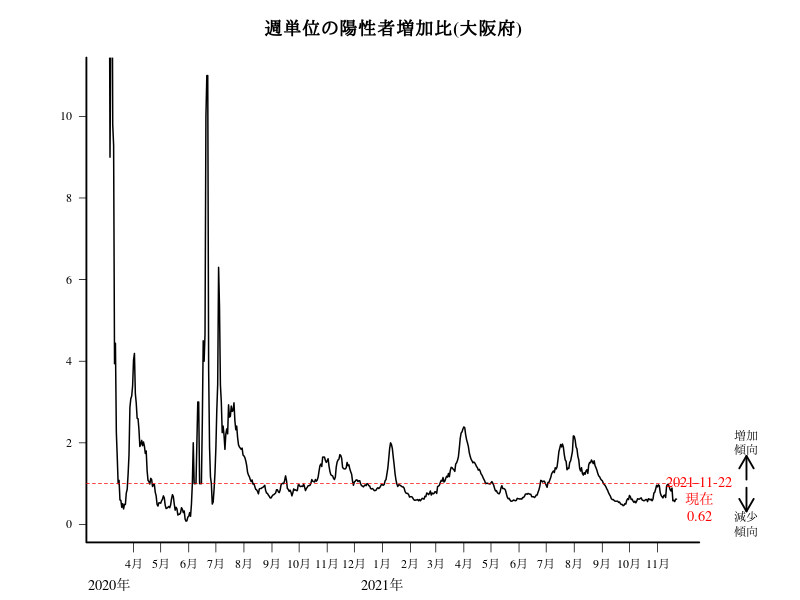 週単位の陽性者増加比(大阪府)
10
8
6
4
2
0
増加
傾向
2021-11-22
現在
0.62
減少
傾向
4月 5月 6月 7月 8月 9月 10月 11月 12月 1月 2月 3月 4月 5月 6月 7月 8月 9月 10月 11月
2020年 2021年